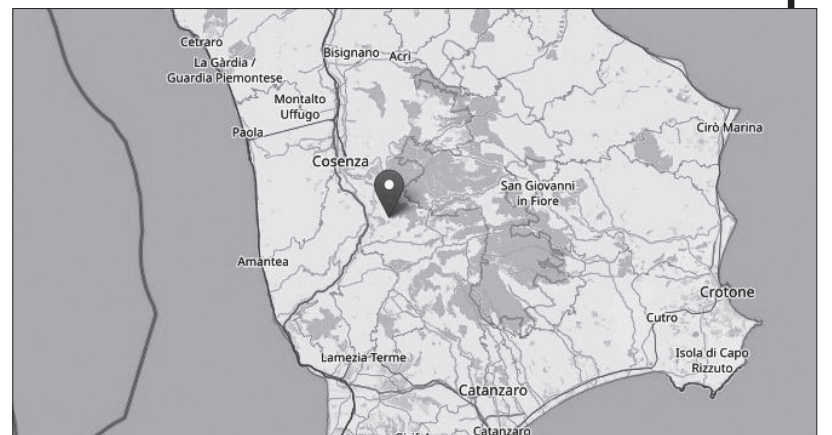 Cetraro
La Gàrdia /
Guardia Piemontese
Bisignano
Acri
Montalto
Uffugo
Paola
Cirò Marina
Cosenza
San Giovanni
in Fiore
Amantea
Crotone
Cutro
Isola di Capo
Rizzuto
Lamezia Terme
Catanzaro
Catanzaro